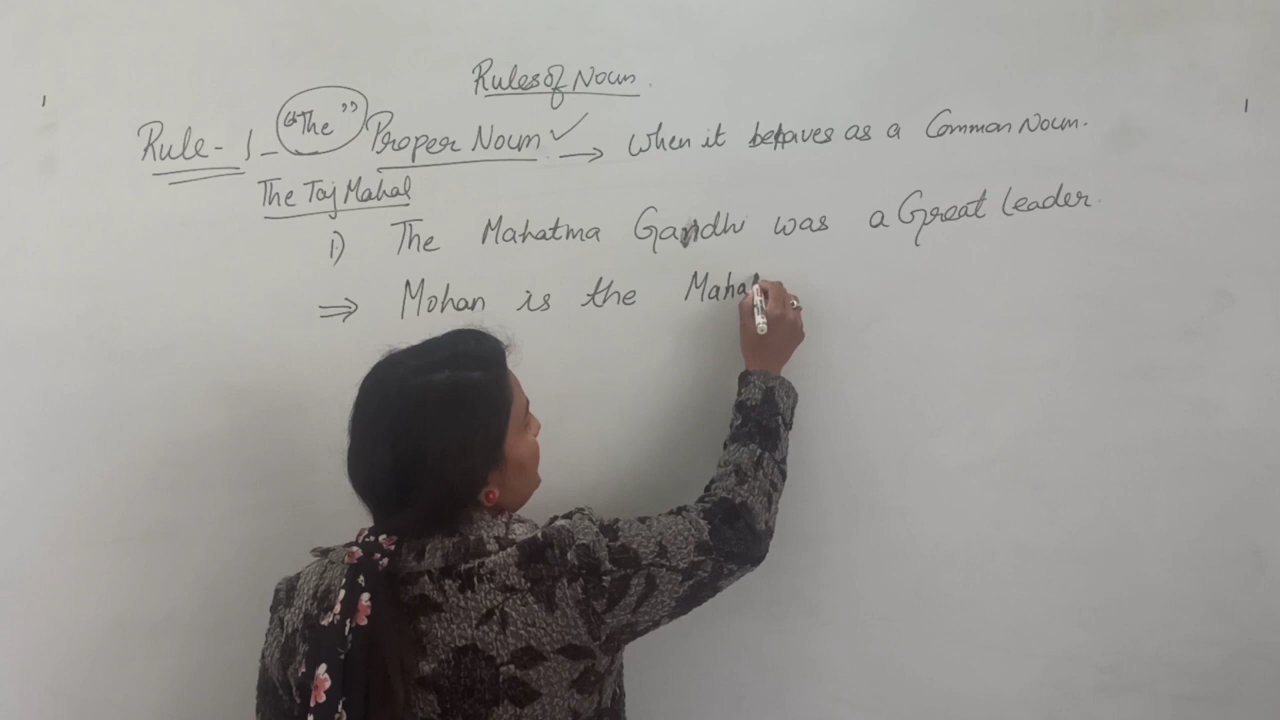 Rules of Noun.
Rule-1- "The" Proper Noun ✓ → When it behaves as a Common Noun.
The Taj Mahal
1) The Mahatma Gandhi was a Great leader.
⇒ Mohan is the Maha